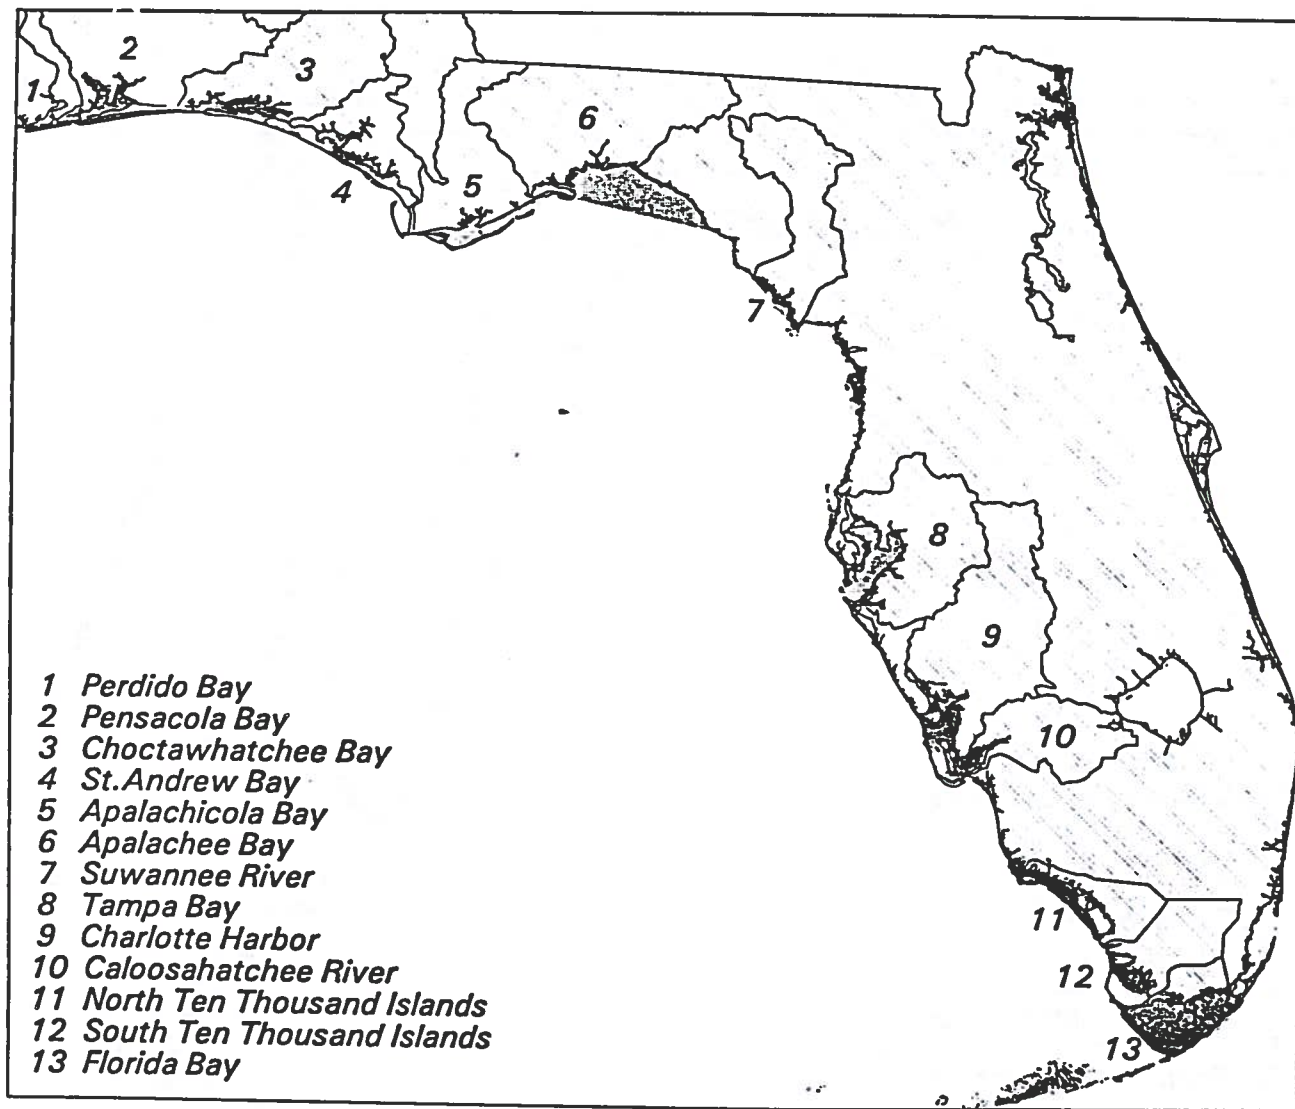 1
2
3
4
5
6
7
8
9
10
11
12
13
1 Perdido Bay
2 Pensacola Bay
3 Choctawhatchee Bay
4 St.Andrew Bay
5 Apalachicola Bay
6 Apalachee Bay
7 Suwannee River
8 Tampa Bay
9 Charlotte Harbor
10 Caloosahatchee River
11 North Ten Thousand Islands
12 South Ten Thousand Islands
13 Florida Bay